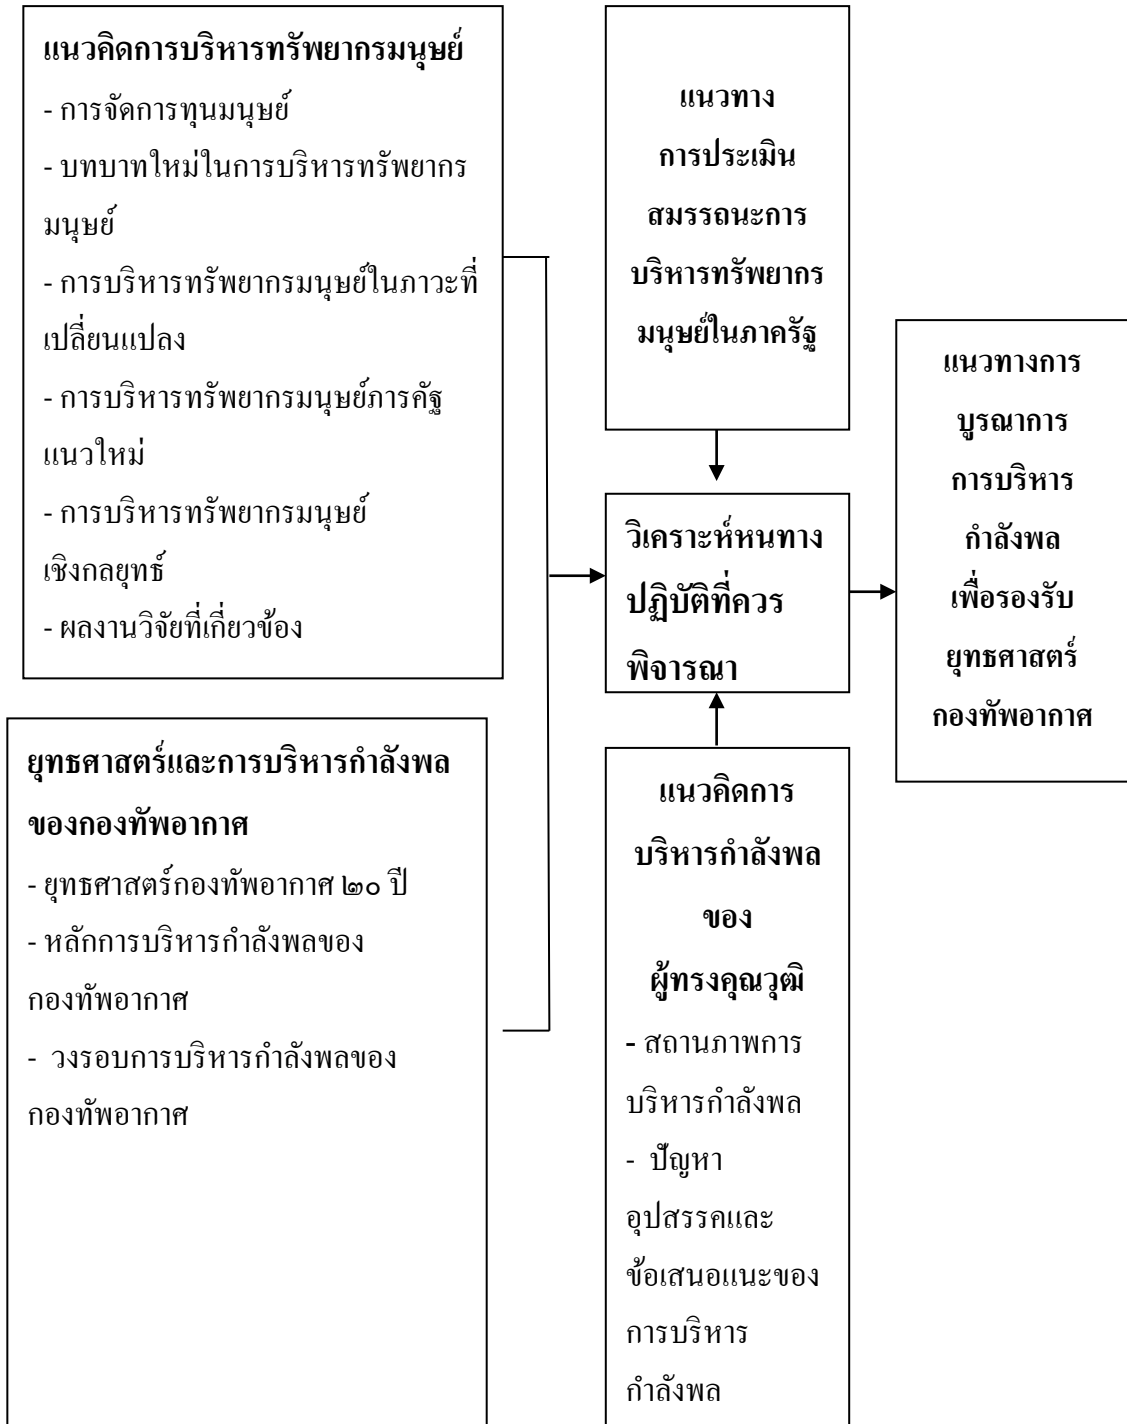 แนวคิดการบริหารทรัพยากรมนุษย์
- การจัดการทุนมนุษย์
- บทบาทใหม่ในการบริหารทรัพยากร
มนุษย์
- การบริหารทรัพยากรมนุษย์ในภาวะที่
เปลี่ยนแปลง
- การบริหารทรัพยากรมนุษย์ภารคัฐ
แนวใหม่
- การบริหารทรัพยากรมนุษย์
เชิงกลยุทธ์
- ผลงานวิจัยที่เกี่ยวข้อง
ยุทธศาสตร์และการบริหารกำลังพล
ของกองทัพอากาศ
- ยุทธศาสตร์กองทัพอากาศ ๒๐ ปี
- หลักการบริหารกำลังพลของ
กองทัพอากาศ
- วงรอบการบริหารกำลังพลของ
กองทัพอากาศ
แนวทาง
การประเมิน
สมรรถนะการ
บริหารทรัพยากร
มนุษย์ในภาครัฐ
วิเคราะห์หนทาง
ปฏิบัติที่ควร
พิจารณา
แนวคิดการ
บริหารกำลังพล
ของ
ผู้ทรงคุณวุฒิ
- สถานภาพการ
บริหารกำลังพล
- ปัญหา
อุปสรรคและ
ข้อเสนอแนะของ
การบริหาร
กำลังพล
แนวทางการ
บูรณาการ
การบริหาร
กำลังพล
เพื่อรองรับ
ยุทธศาสตร์
กองทัพอากาศ